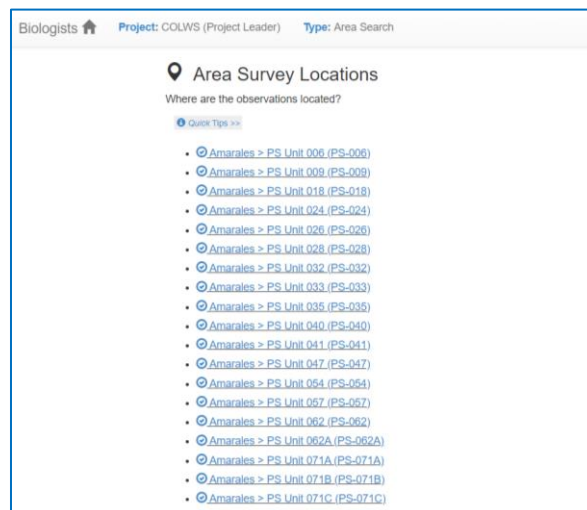 Biologists Project: COLWS (Project Leader) Type: Area Search
Area Survey Locations
Where are the observations located?
Quick Tips >>
Amarales > PS Unit 006 (PS-006)
Amarales > PS Unit 009 (PS-009)
Amarales > PS Unit 018 (PS-018)
Amarales > PS Unit 024 (PS-024)
Amarales > PS Unit 026 (PS-026)
Amarales > PS Unit 028 (PS-028)
Amarales > PS Unit 032 (PS-032)
Amarales > PS Unit 033 (PS-033)
Amarales > PS Unit 035 (PS-035)
Amarales > PS Unit 040 (PS-040)
Amarales > PS Unit 041 (PS-041)
Amarales > PS Unit 047 (PS-047)
Amarales > PS Unit 054 (PS-054)
Amarales > PS Unit 057 (PS-057)
Amarales > PS Unit 062 (PS-062)
Amarales > PS Unit 062A (PS-062A)
Amarales > PS Unit 071A (PS-071A)
Amarales > PS Unit 071B (PS-071B)
Amarales > PS Unit 071C (PS-071C)